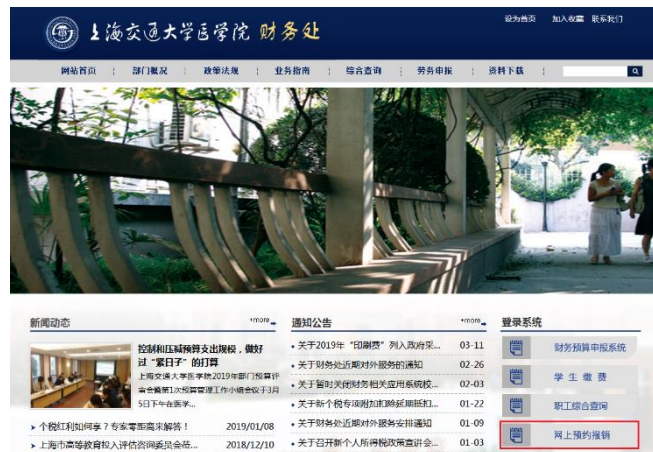 上海交通大学医学院 财务处
设为首页 加入收藏 联系我们
网站首页 部门概况 政策法规 业务指南 综合查询 劳务申报 资料下载
新闻动态 +more
控制和压减预算支出规模，做好
过“紧日子”的打算
上海交通大学医学院2019年部门预算评
审会暨第1次预算管理工作小组会议于3月
5日下午在医学...
个税红利如何享？专家零距离来解答！ 2019/01/08
上海市高等教育投入评估咨询委员会莅... 2018/12/10
通知公告 +more
• 关于2019年“印刷费”列入政府采... 03-11
• 关于财务处近期对外服务的通知 02-26
• 关于暂时关闭财务相关应用系统校... 02-03
• 关于新个税专项附加扣除延期抵扣... 01-22
• 关于财务处近期对外服务安排通知 01-09
• 关于召开新个人所得税政策宣讲会... 01-03
登录系统
财务预算申报系统
学 生 缴 费
职工综合查询
网上预约报销